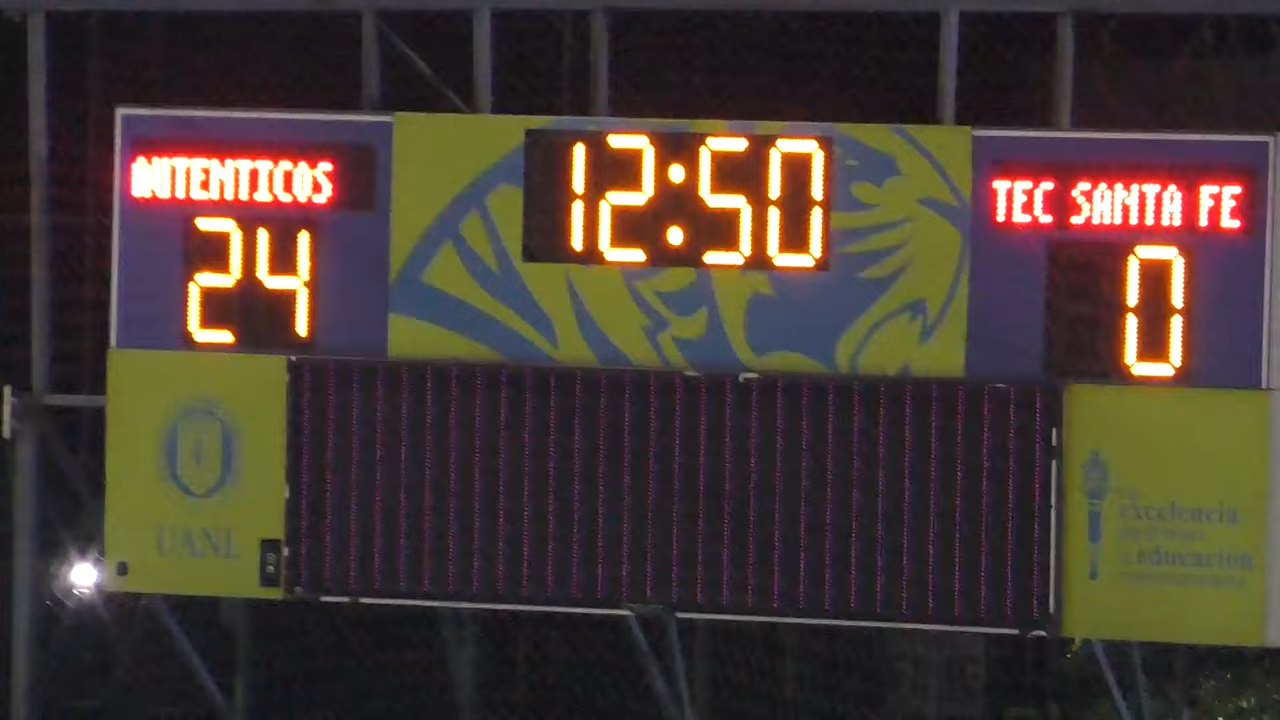 AUTENTICOS
12:50
TEC SANTA FE
24
0
UANL
excelencia
educación